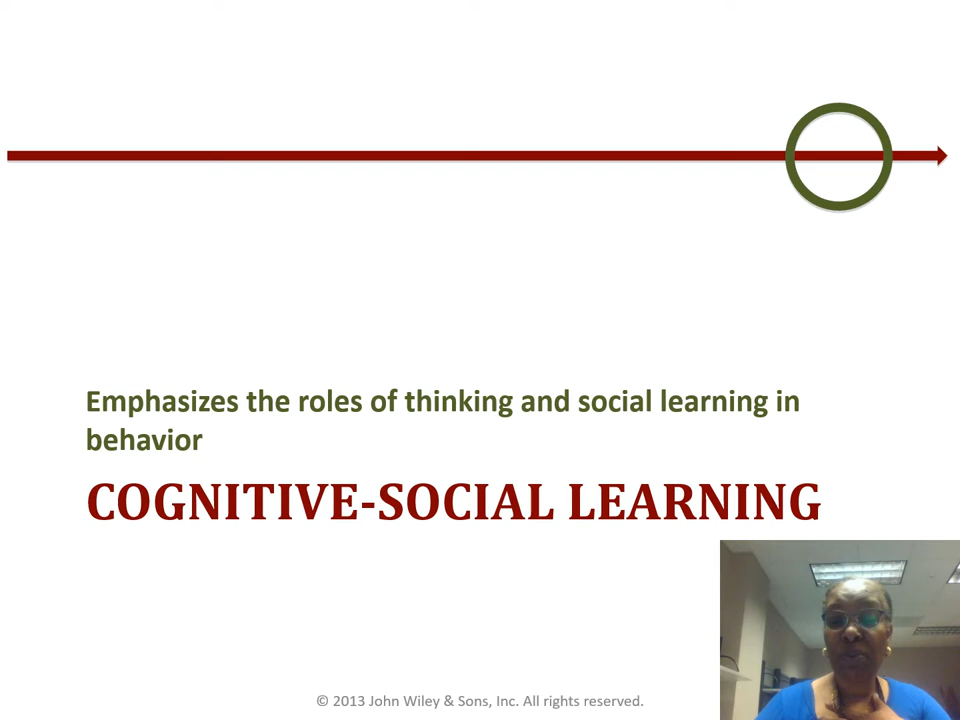 Emphasizes the roles of thinking and social learning in
behavior
COGNITIVE-SOCIAL LEARNING
© 2013 John Wiley & Sons, Inc. All rights reserved.